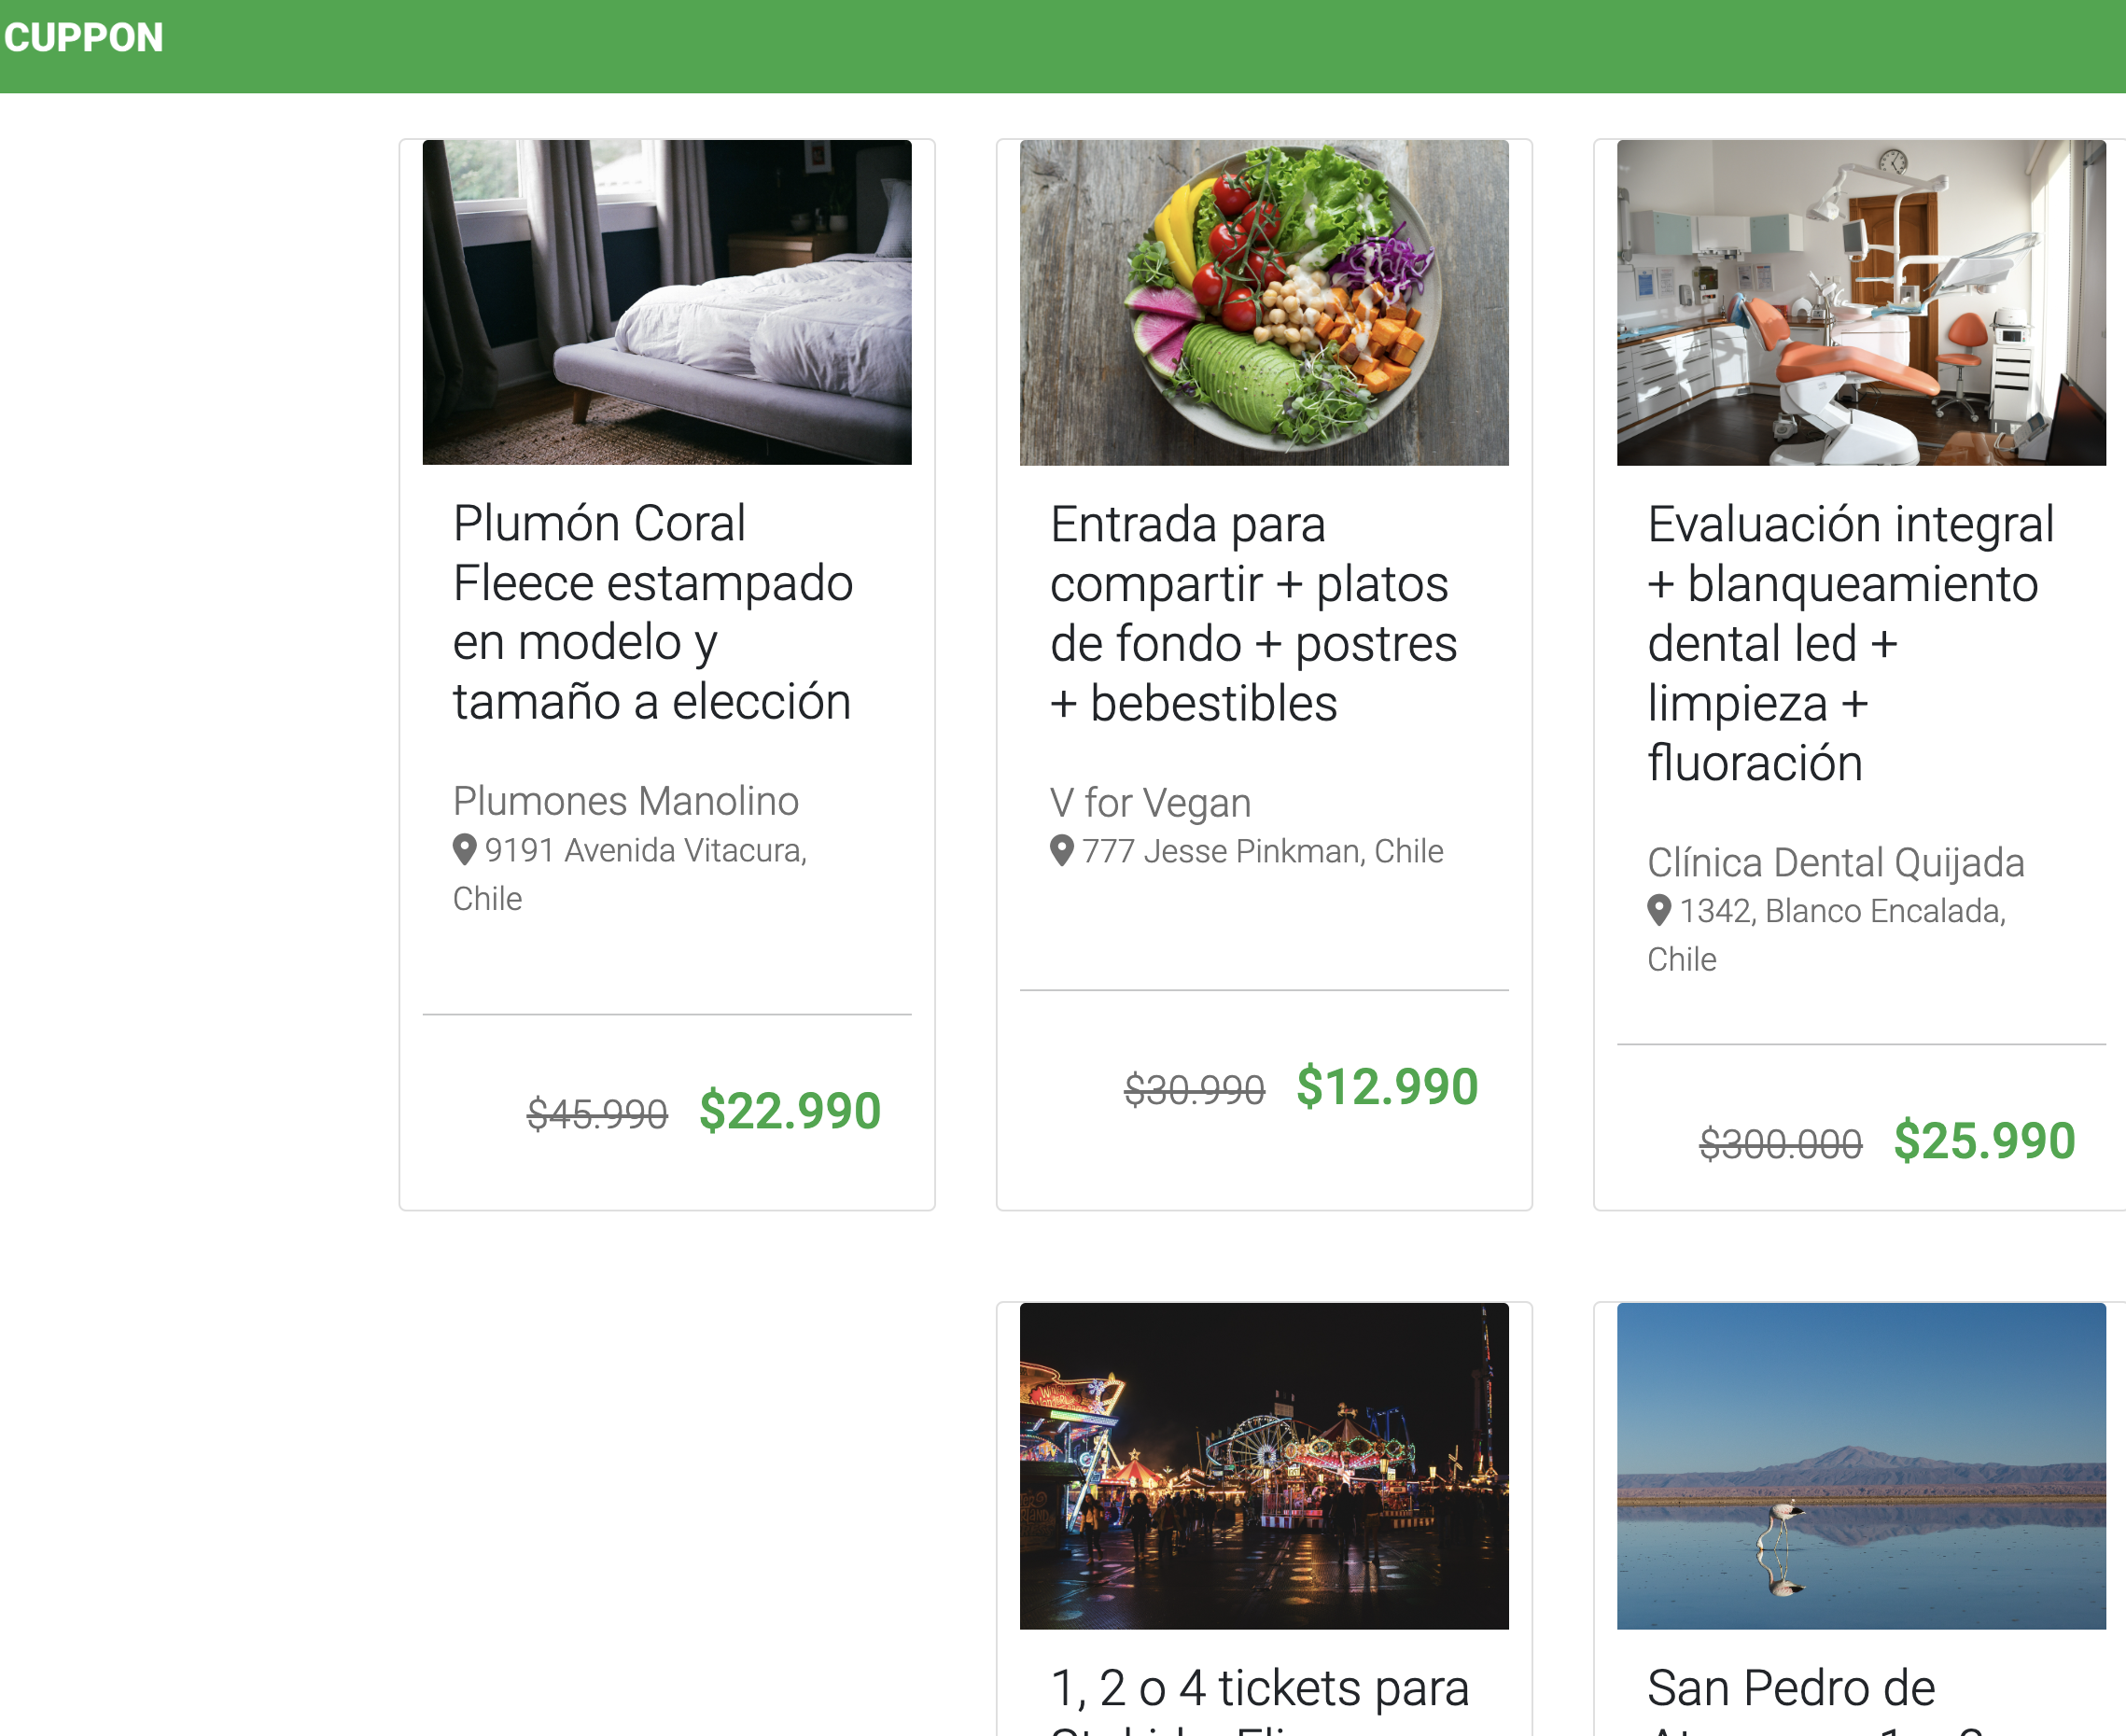 CUPPON
Plumón Coral
Fleece estampado
en modelo y
tamaño a elección
Plumones Manolino
9191 Avenida Vitacura,
Chile
$45.990 $22.990
Entrada para
compartir + platos
de fondo + postres
+ bebestibles
V for Vegan
777 Jesse Pinkman, Chile
$30.990 $12.990
Evaluación integral
+ blanqueamiento
dental led +
limpieza +
fluoración
Clínica Dental Quijada
1342, Blanco Encalada,
Chile
$300.000 $25.990
1, 2 o 4 tickets para
San Pedro de